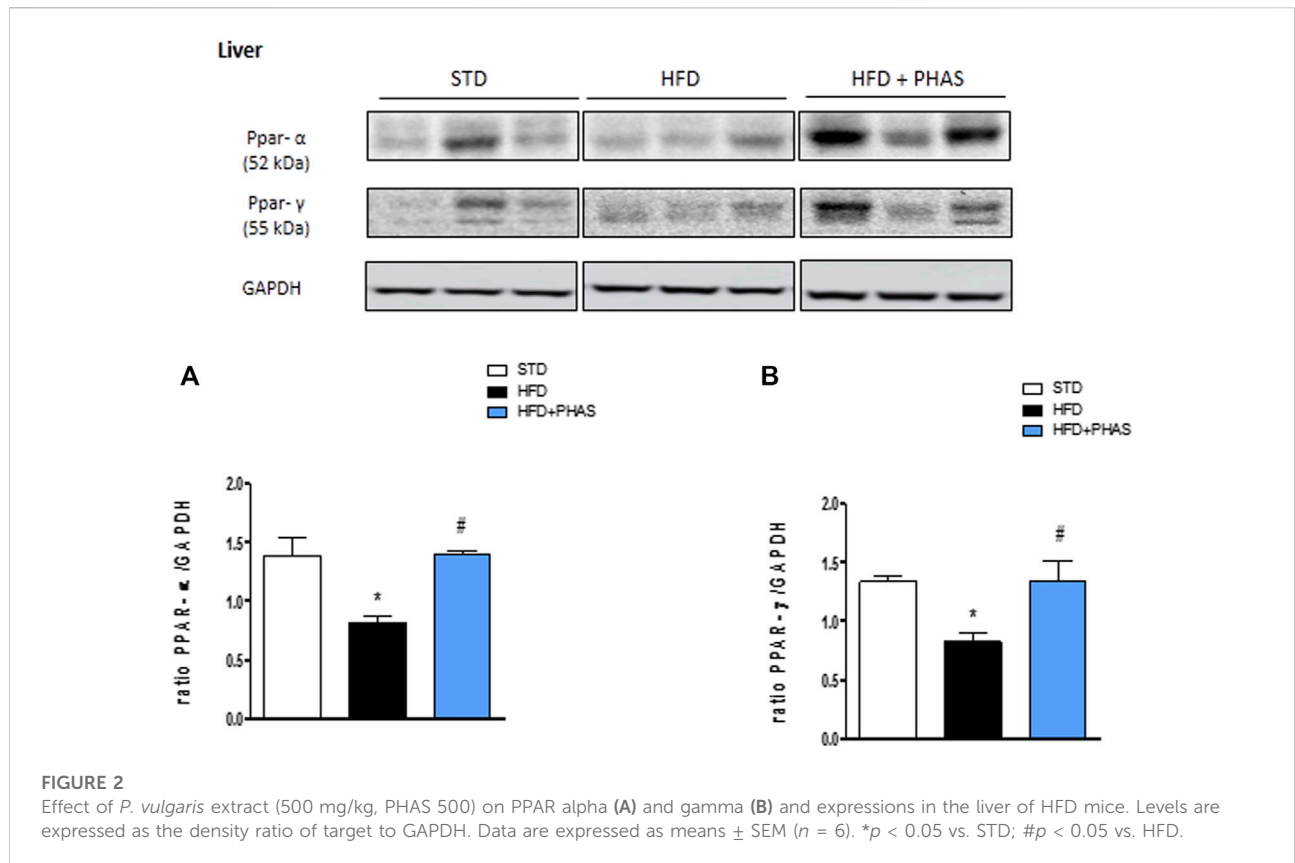 Liver
STD HFD HFD + PHAS
Ppar- α
(52 kDa)
Ppar- γ
(55 kDa)
GAPDH
A
STD
HFD
HFD+PHAS
2.0
1.5
1.0
0.5
0.0
ratio PPAR- α /GAPDH
*
#
B
STD
HFD
HFD+PHAS
2.0
1.5
1.0
0.5
0.0
ratio PPAR- γ /GAPDH
*
#
FIGURE 2
Effect of P. vulgaris extract (500 mg/kg, PHAS 500) on PPAR alpha (A) and gamma (B) and expressions in the liver of HFD mice. Levels are
expressed as the density ratio of target to GAPDH. Data are expressed as means ± SEM (n = 6). *p < 0.05 vs. STD; #p < 0.05 vs. HFD.